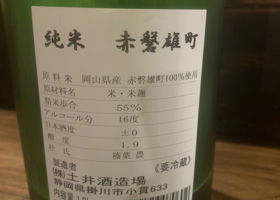 純米 赤磐雄町
原料米 岡山県産 赤磐雄町100%使用
原材料名 米・米麹
精米歩合 55%
アルコール分 16度
日本酒度 ±0
酸度 1.9
杜氏 榛葉 農
製造者 《要冷蔵》
(株)土井酒造場
静岡県掛川市小貫633